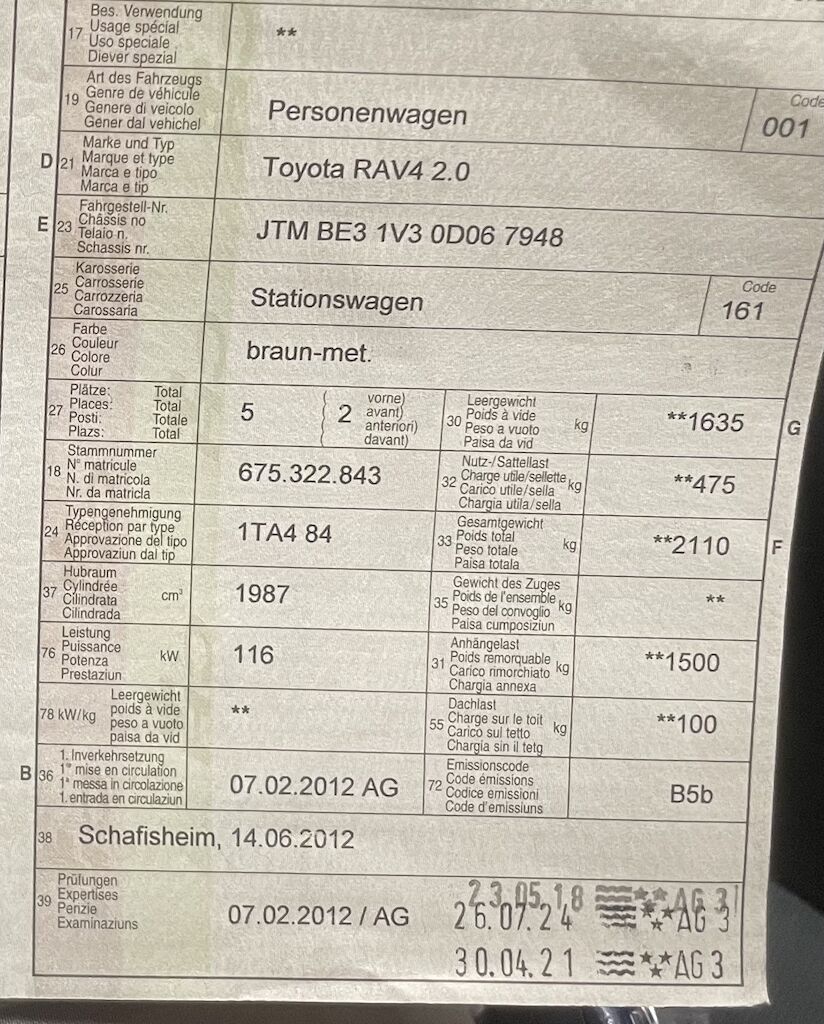 Bes. Verwendung
17 Usage spécial
Uso speciale
Diever spezial
**
Art des Fahrzeugs
19 Genre de véhicule
Genere di veicolo
Gener dal vehichel
Personenwagen
Code
001
D 21 Marke und Typ
Marque et type
Marca e tipo
Marca e tip
Toyota RAV4 2.0
E 23 Fahrgestell-Nr.
Châssis no
Telaio n.
Schassis nr.
JTM BE3 1V3 0D06 7948
25 Karosserie
Carrosserie
Carrozzeria
Carossaria
Stationswagen
Code
161
26 Farbe
Couleur
Colore
Colur
braun-met.
27 Plätze: Total
Places: Total
Posti: Totale
Plazs: Total
5
( 2 vorne)
( avant)
( anteriori)
( davant)
30 Leergewicht
Poids à vide
Peso a vuoto
Paisa da vid
kg
**1635
G
18 Stammnummer
N° matricule
N. di matricola
Nr. da matricla
675.322.843
32 Nutz-/Sattellast
Charge utile/sellette
Carico utile/sella
Chargia utila/sella
kg
**475
24 Typengenehmigung
Réception par type
Approvazione del tipo
Approvaziun dal tip
1TA4 84
33 Gesamtgewicht
Poids total
Peso totale
Paisa totala
kg
**2110
F
37 Hubraum
Cylindrée
Cilindrata
Cilindrada
cm³
1987
35 Gewicht des Zuges
Poids de l'ensemble
Peso del convoglio
Paisa cumposiziun
kg
**
76 Leistung
Puissance
Potenza
Prestaziun
kW
116
31 Anhängelast
Poids remorquable
Carico rimorchiato
Chargia annexa
kg
**1500
78 kW/kg
Leergewicht
poids à vide
peso a vuoto
paisa da vid
**
55 Dachlast
Charge sur le toit
Carico sul tetto
Chargia sin il tetg
kg
**100
B 36 1. Inverkehrsetzung
1re mise en circulation
1a messa in circolazione
1. entrada en circulaziun
07.02.2012 AG
72 Emissionscode
Code émissions
Codice emissioni
Code d'emissiuns
B5b
38 Schafisheim, 14.06.2012
39 Prüfungen
Expertises
Penzie
Examinaziuns
07.02.2012 / AG
23.05.18 AG 3
26.07.24 AG 3
30.04.21 AG 3